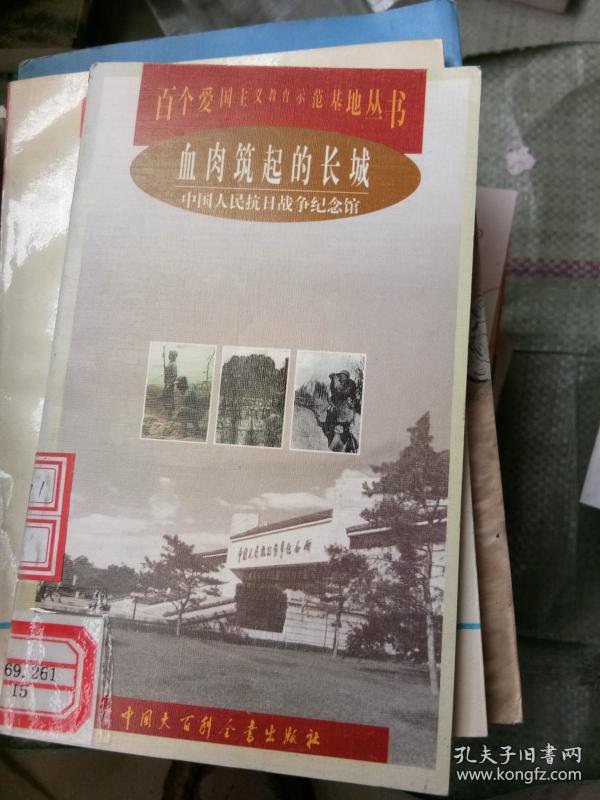 百个爱国主义教育示范基地丛书
血肉筑起的长城
中国人民抗日战争纪念馆
中国人民抗日战争纪念馆
69.261
15
中国大百科全书出版社
孔夫子旧书网
www.kongfz.com